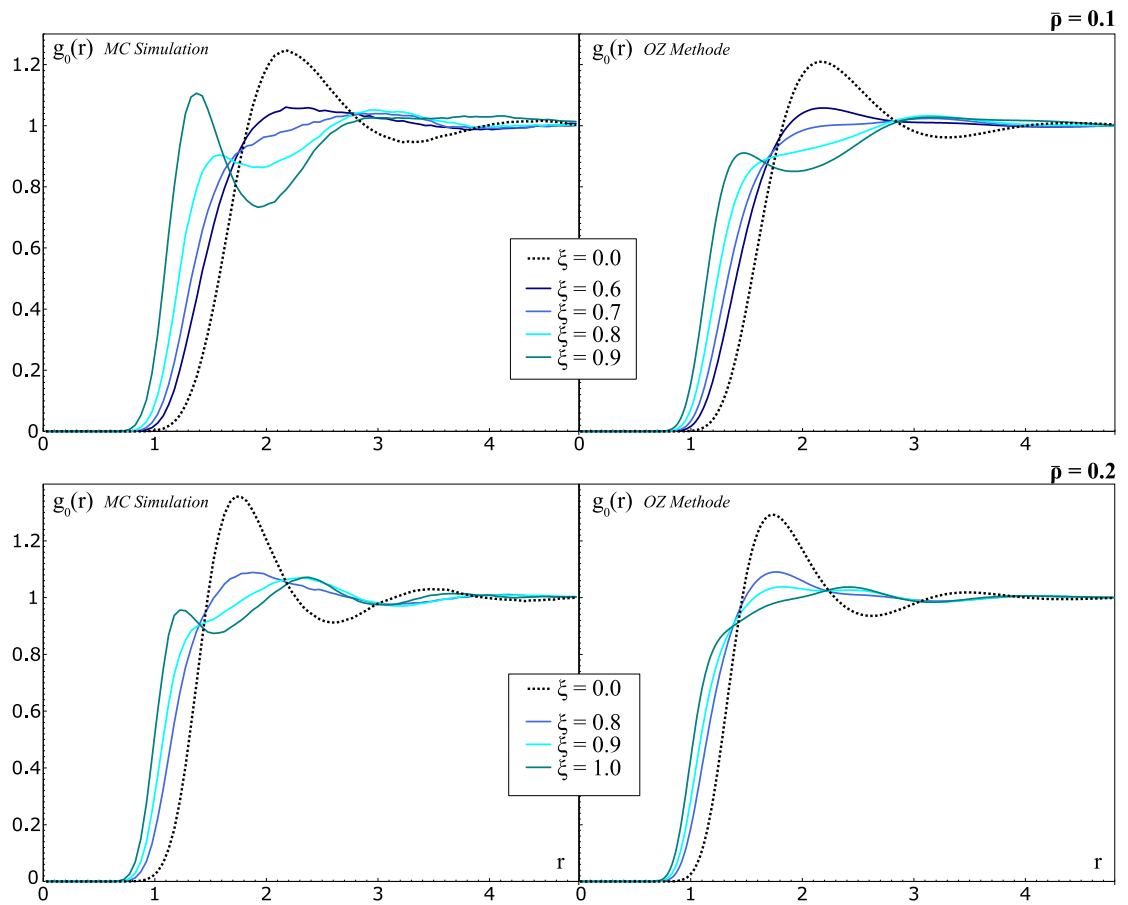 ρ̄ = 0.1
g₀(r) MC Simulation
g₀(r) OZ Methode
1.2
1
0.8
0.6
0.4
0.2
0
ξ = 0.0
ξ = 0.6
ξ = 0.7
ξ = 0.8
ξ = 0.9
0 1 2 3 4 0 1 2 3 4
ρ̄ = 0.2
g₀(r) MC Simulation
g₀(r) OZ Methode
1.2
1
0.8
0.6
0.4
0.2
0
ξ = 0.0
ξ = 0.8
ξ = 0.9
ξ = 1.0
r
r
0 1 2 3 4 0 1 2 3 4